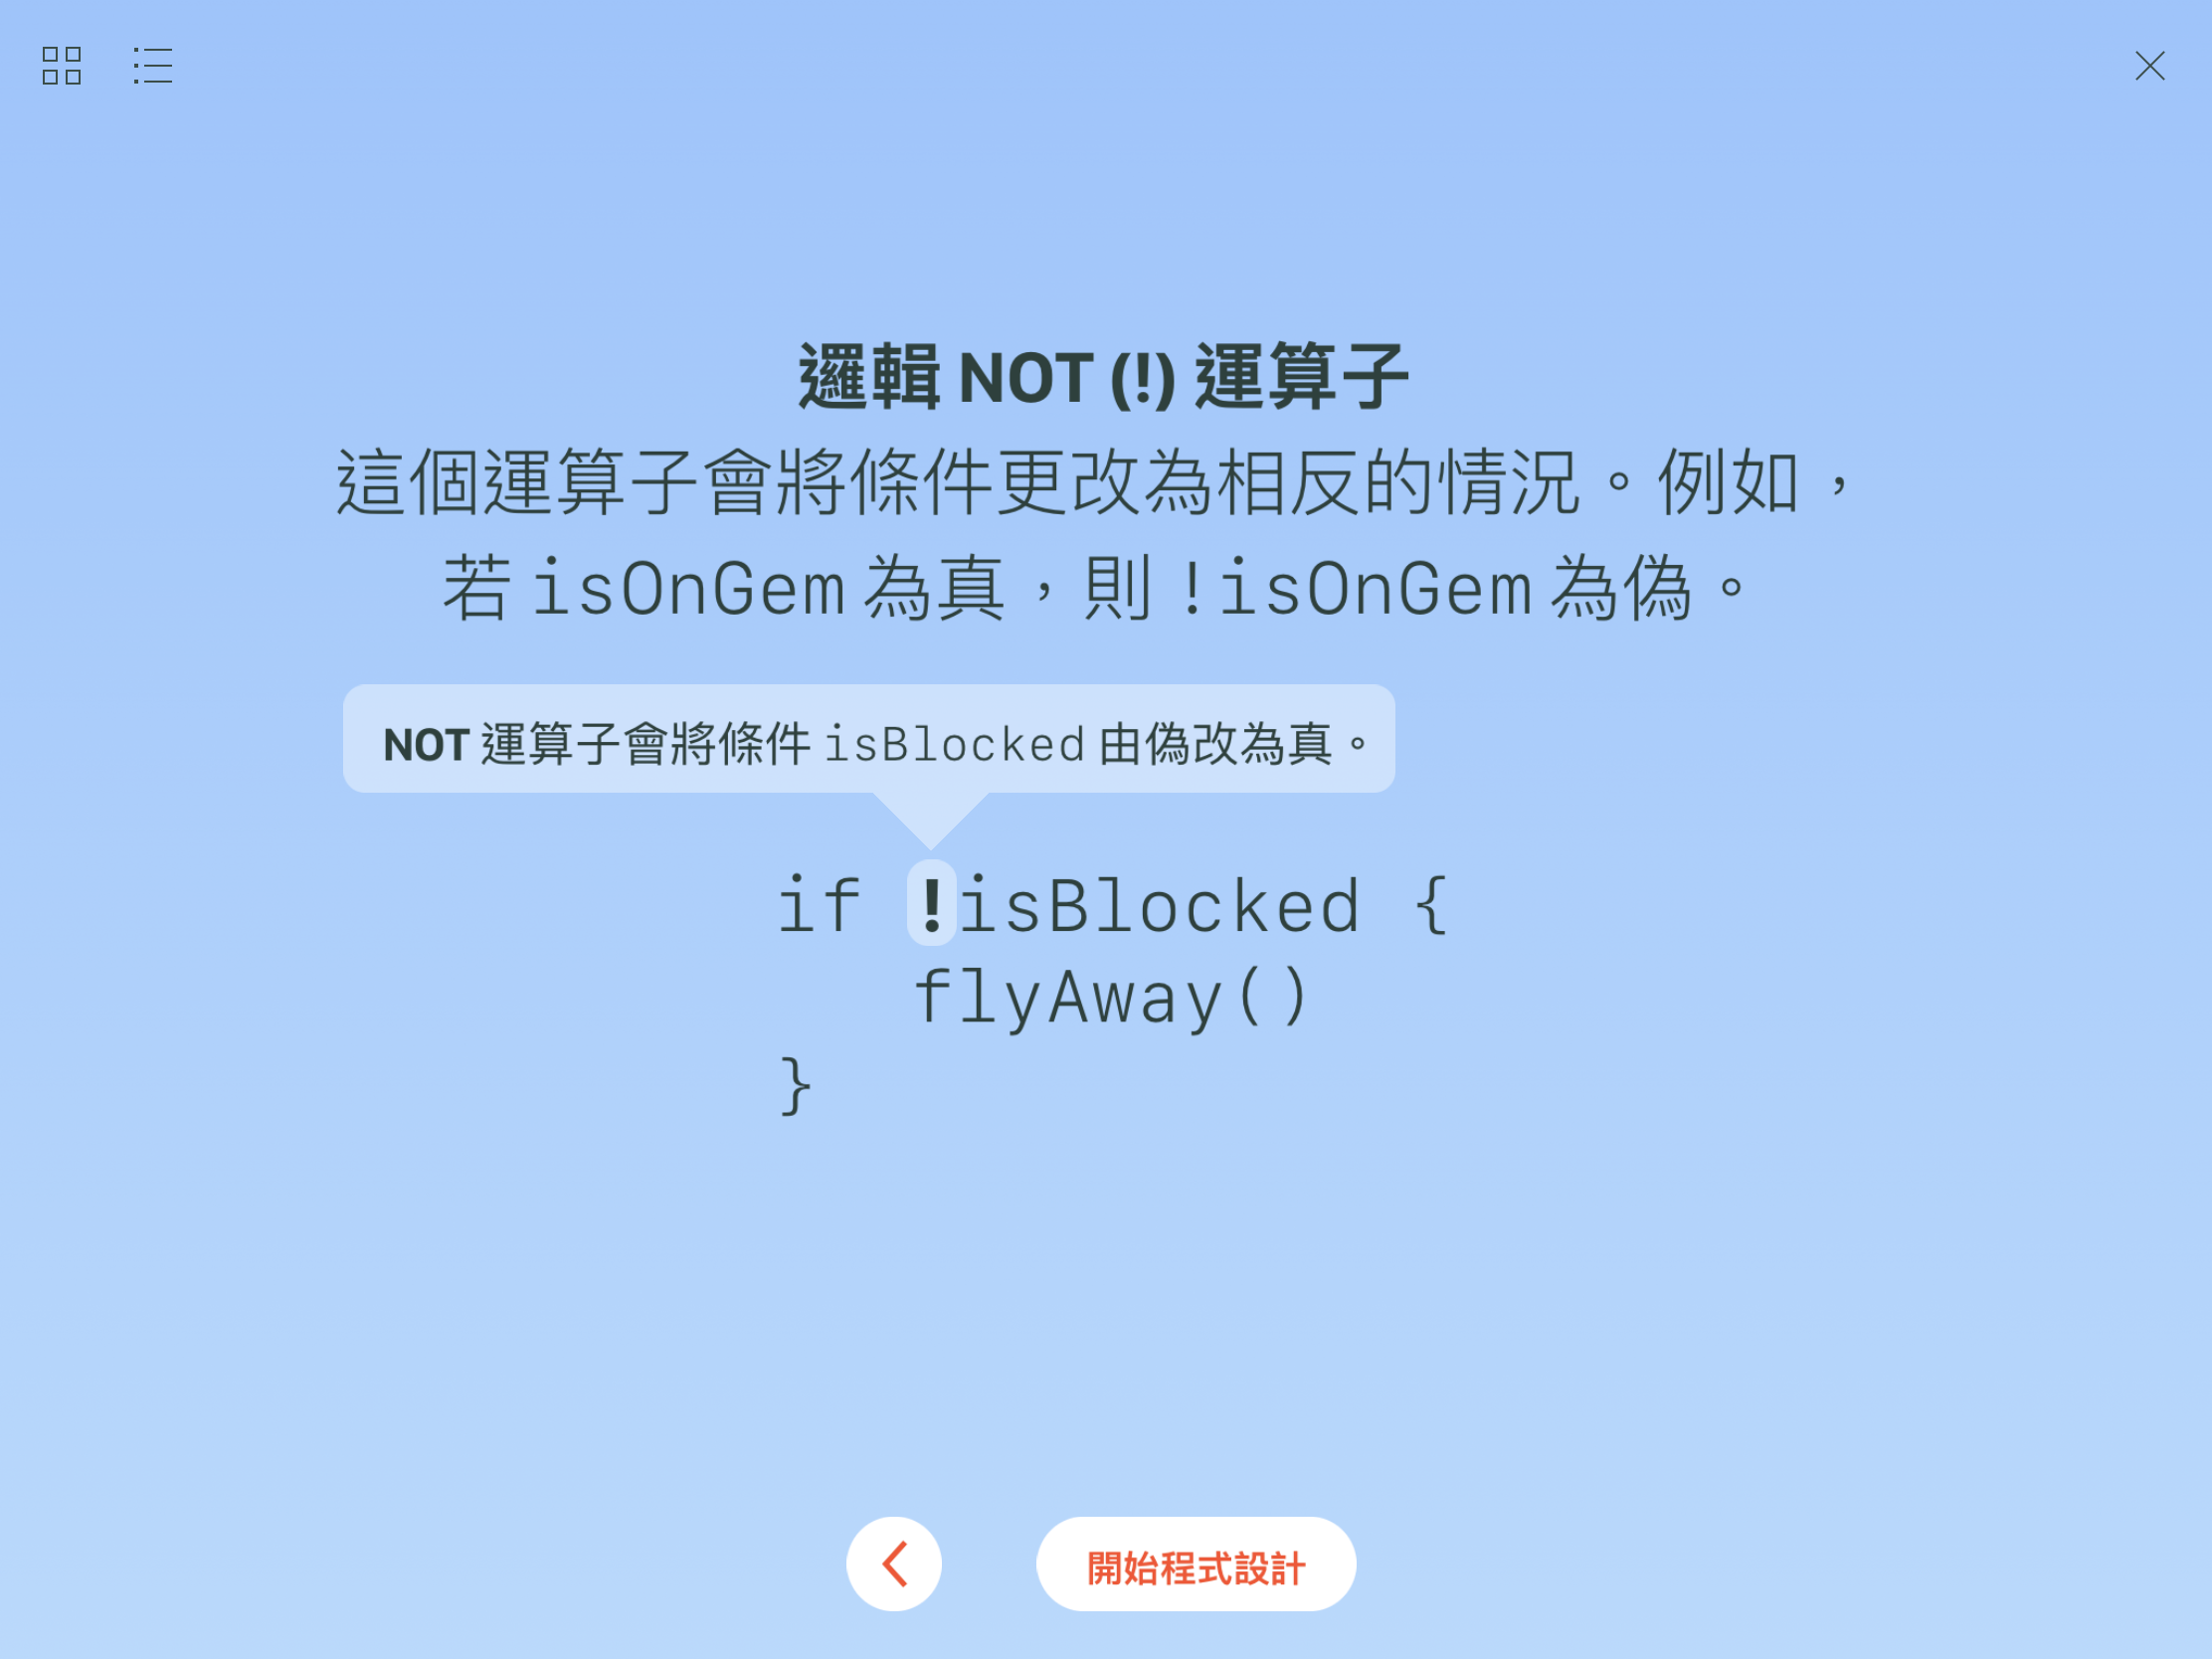 邏輯 NOT (!) 運算子
這個運算子會將條件更改為相反的情況。例如，
若 isOnGem 為真，則 !isOnGem 為偽。
NOT 運算子會將條件 isBlocked 由偽改為真。
if !isBlocked {
flyAway()
}
開始程式設計